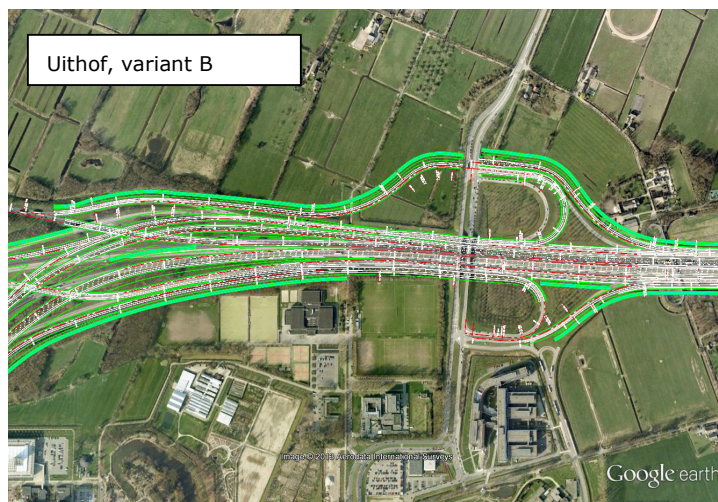 Uithof, variant B
Image © 2013 Aerodata International Surveys
Google earth